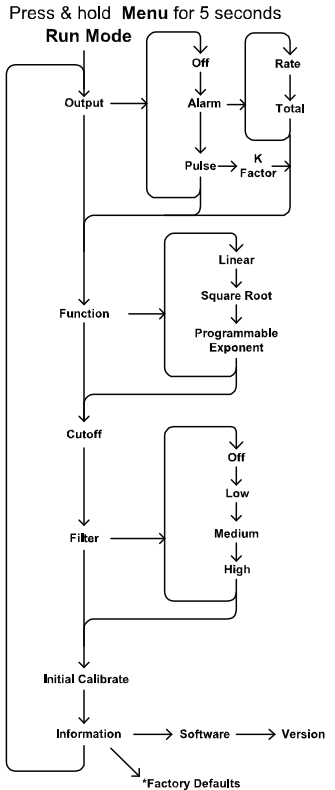 Press & hold Menu for 5 seconds
Run Mode
Off
Rate
Output
Alarm
Total
Pulse
K
Factor
Linear
Square Root
Function
Programmable
Exponent
Cutoff
Off
Low
Filter
Medium
High
Initial Calibrate
Information
Software
Version
*Factory Defaults